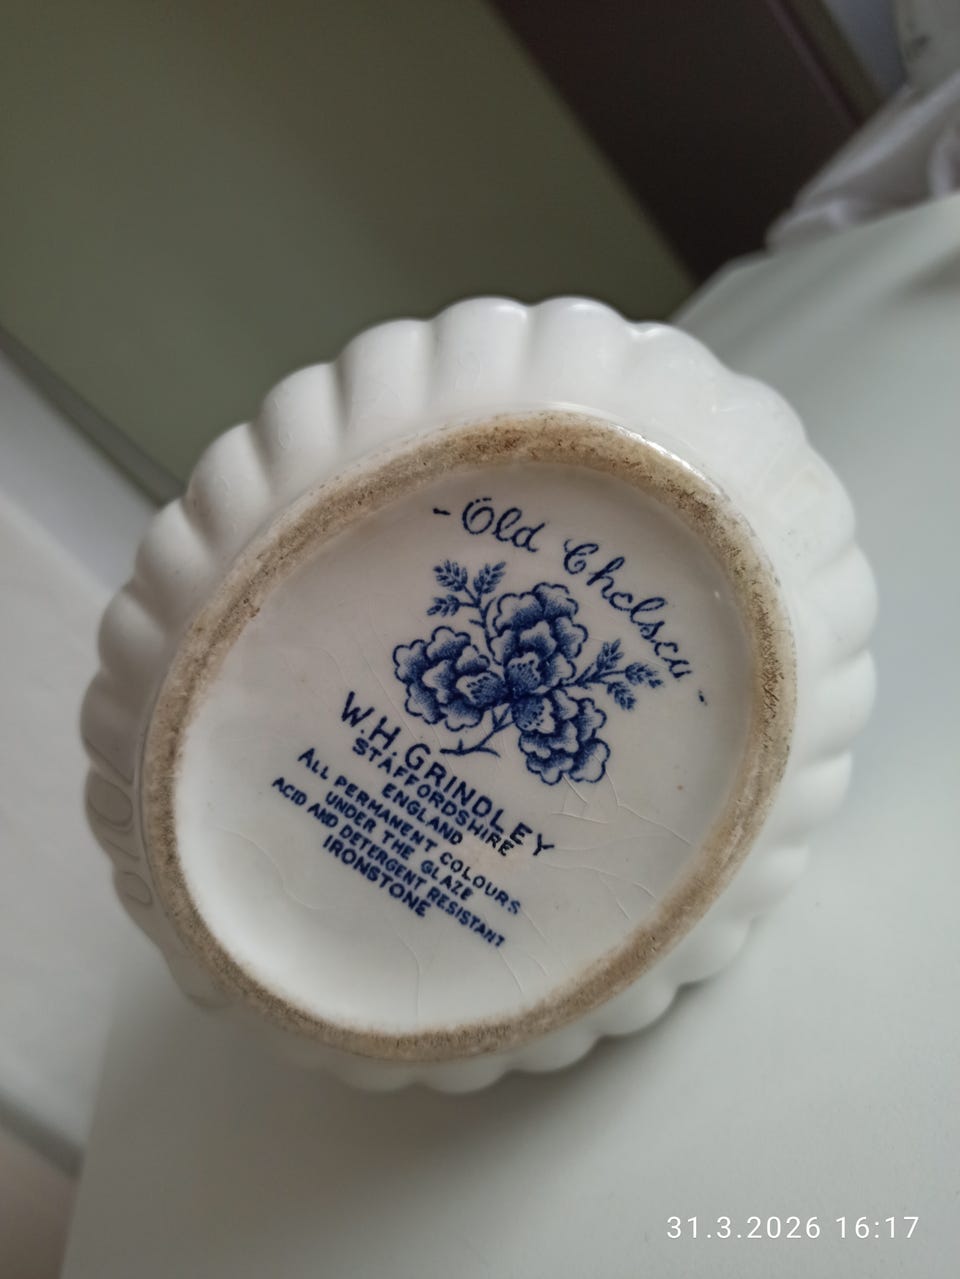 - Old Chelsea -
W.H. GRINDLEY
STAFFORDSHIRE
ENGLAND
ALL PERMANENT COLOURS
UNDER THE GLAZE
ACID AND DETERGENT RESISTANT
IRONSTONE
31.3.2026 16:17